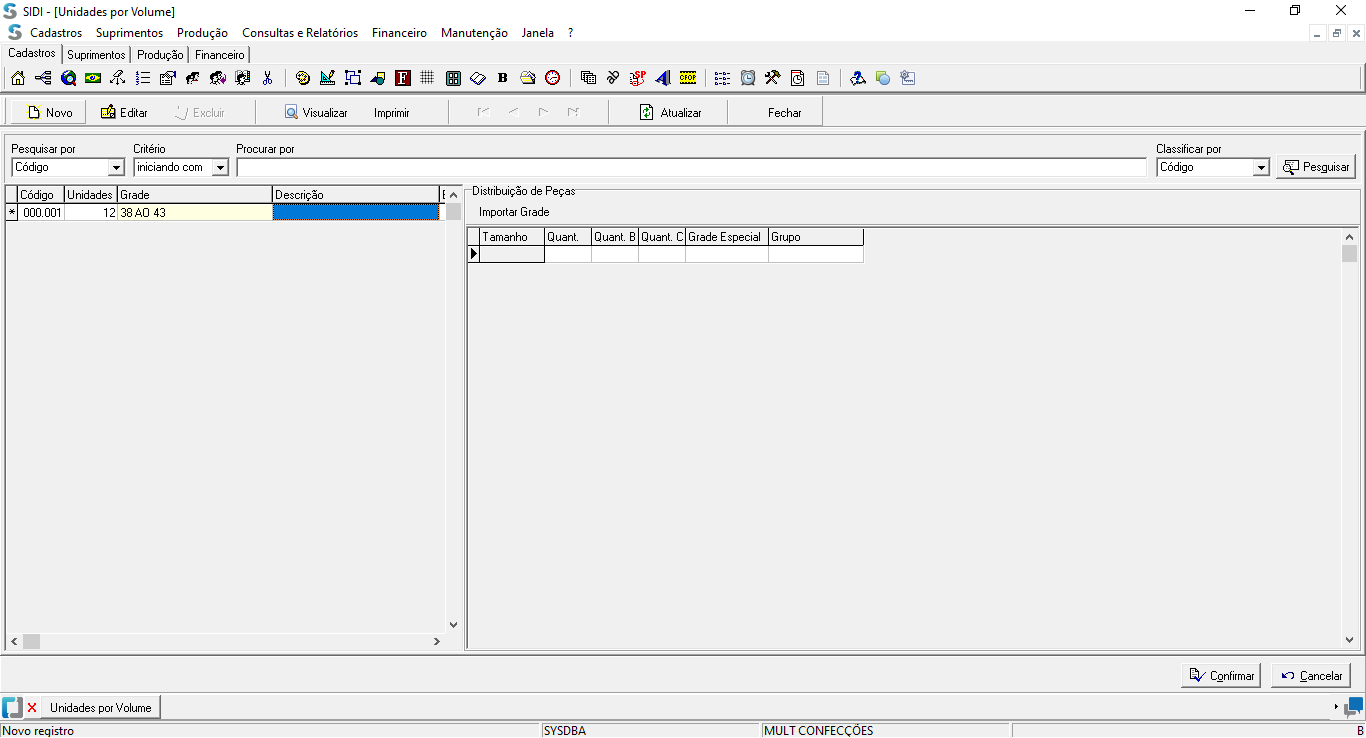 SIDI - [Unidades por Volume]
Cadastros Suprimentos Produção Consultas e Relatórios Financeiro Manutenção Janela ?
Cadastros Suprimentos Produção Financeiro
F B SP CFOP
Novo Editar Excluir Visualizar Imprimir Atualizar Fechar
Pesquisar por Critério Procurar por Classificar por
Código iniciando com Código Pesquisar
Código Unidades Grade Descrição
* 000.001 12 38 AO 43
Distribuição de Peças
Importar Grade
Tamanho Quant. Quant. B Quant. C Grade Especial Grupo
Confirmar Cancelar
Unidades por Volume
Novo registro SYSDBA MULT CONFECÇÕES B